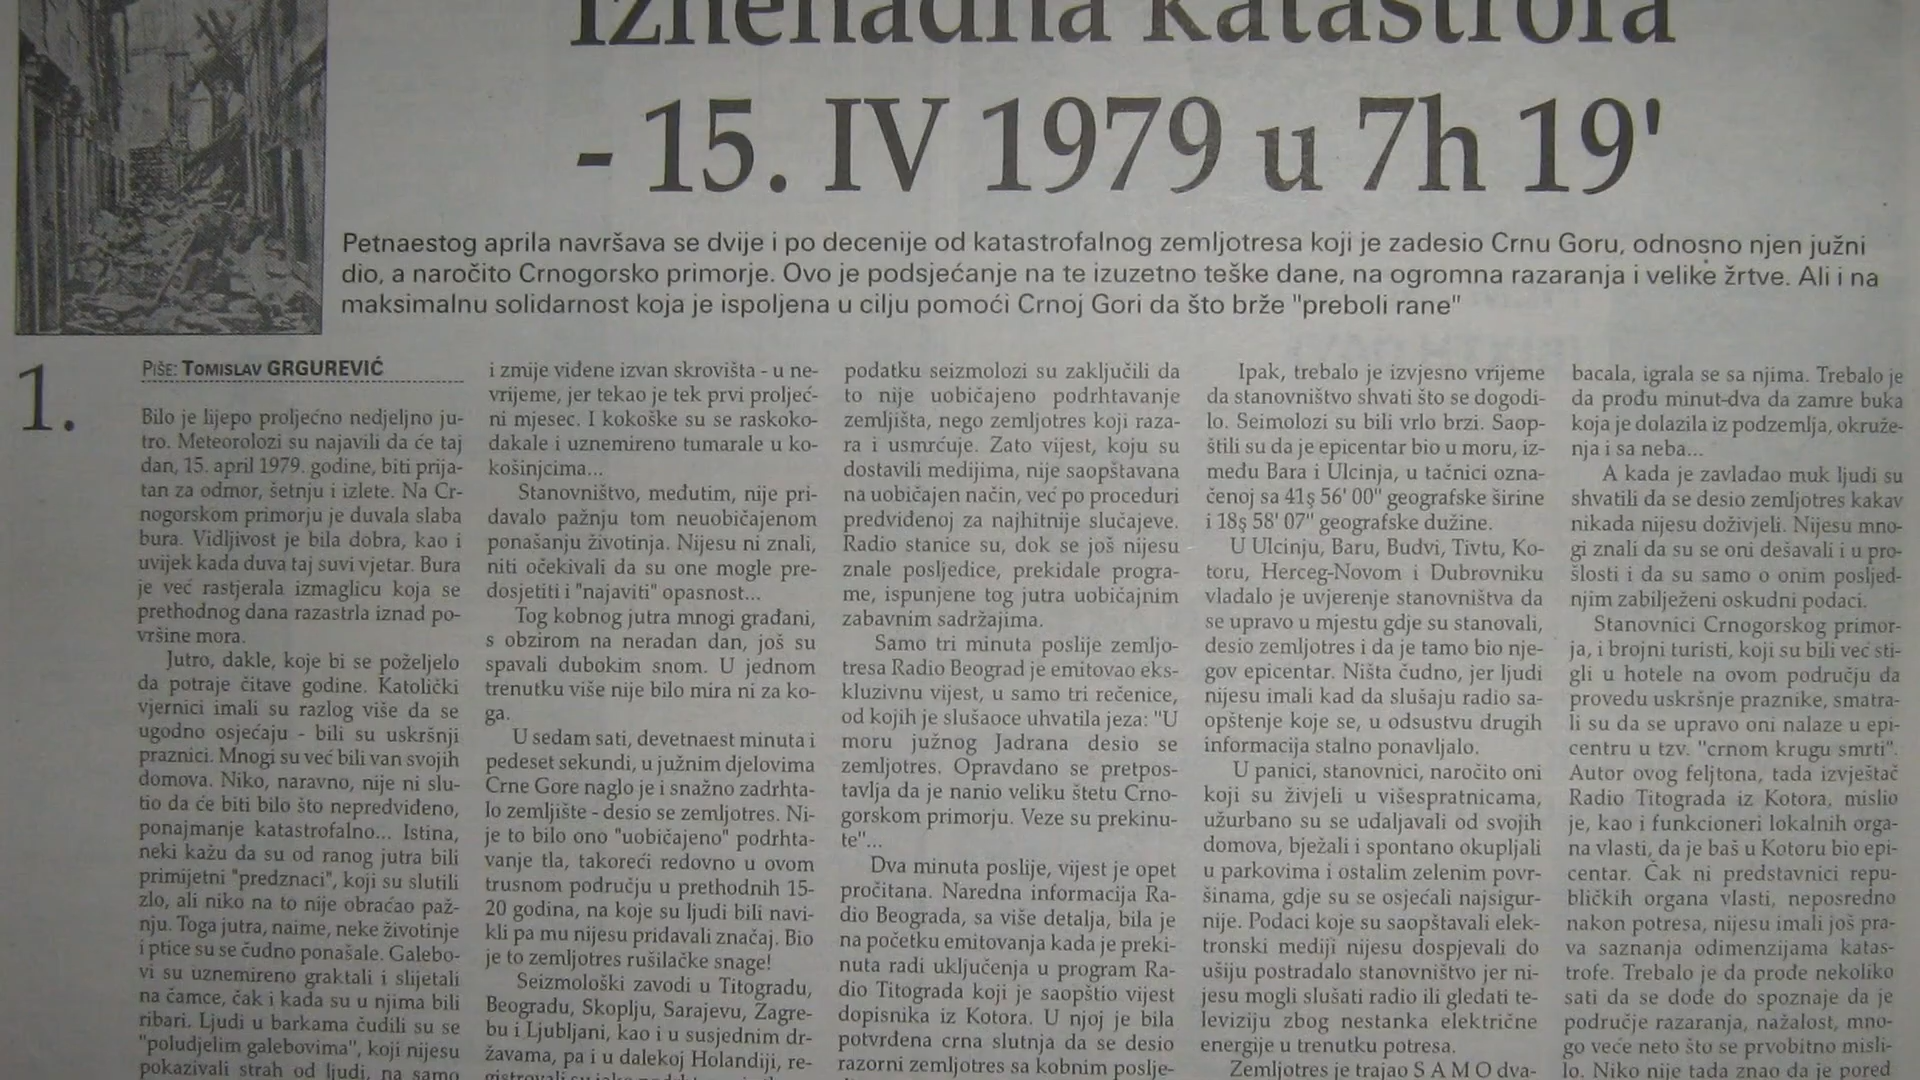 Iznenadna katastrofa
- 15. IV 1979 u 7h 19'
Petnaestog aprila navršava se dvije i po decenije od katastrofalnog zemljotresa koji je zadesio Crnu Goru, odnosno njen južni
dio, a naročito Crnogorsko primorje. Ovo je podsjećanje na te izuzetno teške dane, na ogromna razaranja i velike žrtve. Ali i na
maksimalnu solidarnost koja je ispoljena u cilju pomoći Crnoj Gori da što brže "preboli rane"
1.
Piše: Tomislav GRGUREVIĆ
Bilo je lijepo proljećno nedjeljno ju-
tro. Meteorolozi su najavili da će taj
dan, 15. april 1979. godine, biti prija-
tan za odmor, šetnju i izlete. Na Cr-
nogorskom primorju je duvala slaba
bura. Vidljivost je bila dobra, kao i
uvijek kada duva taj suvi vjetar. Bura
je već rastjerala izmaglicu koja se
prethodnog dana razastrla iznad po-
vršine mora.
Jutro, dakle, koje bi se poželjelo
da potraje čitave godine. Katolički
vjernici imali su razlog više da se
ugodno osjećaju - bili su uskršnji
praznici. Mnogi su već bili van svojih
domova. Niko, naravno, nije ni slu-
tio da će biti bilo što nepredviđeno,
ponajmanje katastrofalno... Istina,
neki kažu da su od ranog jutra bili
primijetni "predznaci", koji su slutili
zlo, ali niko na to nije obraćao paž-
nju. Toga jutra, naime, neke životinje
i ptice su se čudno ponašale. Galebo-
vi su uznemireno graktali i slijetali
na čamce, čak i kada su u njima bili
ribari. Ljudi u barkama čudili su se
"poludjelim galebovima", koji nijesu
pokazivali strah od ljudi, na samo
i zmije viđene izvan skrovišta - u ne-
vrijeme, jer tekao je tek prvi proljeć-
ni mjesec. I kokoške su se raskoko-
dakale i uznemireno tumarale u ko-
košinjcima...
Stanovništvo, međutim, nije pri-
davalo pažnju tom neuobičajenom
ponašanju životinja. Nijesu ni znali,
niti očekivali da su one mogle pre-
dosjetiti i "najaviti" opasnost...
Tog kobnog jutra mnogi građani,
s obzirom na neradan dan, još su
spavali dubokim snom. U jednom
trenutku više nije bilo mira ni za ko-
ga.
U sedam sati, devetnaest minuta i
pedeset sekundi, u južnim djelovima
Crne Gore naglo je i snažno zadrhta-
lo zemljište - desio se zemljotres. Ni-
je to bilo ono "uobičajeno" podrhta-
vanje tla, takoreći redovno u ovom
trusnom području u prethodnih 15-
20 godina, na koje su ljudi bili navi-
kli pa mu nijesu pridavali značaj. Bio
je to zemljotres rušilačke snage!
Seizmološki zavodi u Titogradu,
Beogradu, Skoplju, Sarajevu, Zagre-
bu i Ljubljani, kao i u susjednim dr-
žavama, pa i u dalekoj Holandiji, re-
gistrovali su jako
podatku seizmolozi su zaključili da
to nije uobičajeno podrhtavanje
zemljišta, nego zemljotres koji raza-
ra i usmrćuje. Zato vijest, koju su
dostavili medijima, nije saopštavana
na uobičajen način, već po proceduri
predviđenoj za najhitnije slučajeve.
Radio stanice su, dok se još nijesu
znale posljedice, prekidale progra-
me, ispunjene tog jutra uobičajnim
zabavnim sadržajima.
Samo tri minuta poslije zemljo-
tresa Radio Beograd je emitovao eks-
kluzivnu vijest, u samo tri rečenice,
od kojih je slušaoce uhvatila jeza: "U
moru južnog Jadrana desio se
zemljotres. Opravdano se pretpos-
tavlja da je nanio veliku štetu Crno-
gorskom primorju. Veze su prekinu-
te"...
Dva minuta poslije, vijest je opet
pročitana. Naredna informacija Ra-
dio Beograda, sa više detalja, bila je
na početku emitovanja kada je preki-
nuta radi uključenja u program Ra-
dio Titograda koji je saopštio vijest
dopisnika iz Kotora. U njoj je bila
potvrđena crna slutnja da se desio
razorni zemljotres sa kobnim poslje-
Ipak, trebalo je izvjesno vrijeme
da stanovništvo shvati što se dogodi-
lo. Seimolozi su bili vrlo brzi. Saop-
štili su da je epicentar bio u moru, iz-
među Bara i Ulcinja, u tačnici ozna-
čenoj sa 41§ 56' 00" geografske širine
i 18§ 58' 07" geografske dužine.
U Ulcinju, Baru, Budvi, Tivtu, Ko-
toru, Herceg-Novom i Dubrovniku
vladalo je uvjerenje stanovništva da
se upravo u mjestu gdje su stanovali,
desio zemljotres i da je tamo bio nje-
gov epicentar. Ništa čudno, jer ljudi
nijesu imali kad da slušaju radio sa-
opštenje koje se, u odsustvu drugih
informacija stalno ponavljalo.
U panici, stanovnici, naročito oni
koji su živjeli u višespratnicama,
užurbano su se udaljavali od svojih
domova, bježali i spontano okupljali
u parkovima i ostalim zelenim povr-
šinama, gdje su se osjećali najsigur-
nije. Podaci koje su saopštavali elek-
tronski mediji nijesu dospjevali do
ušiju postradalo stanovništvo jer ni-
jesu mogli slušati radio ili gledati te-
leviziju zbog nestanka električne
energije u trenutku potresa.
Zemljotres je trajao S A M O dva-
bacala, igrala se sa njima. Trebalo je
da prođu minut-dva da zamre buka
koja je dolazila iz podzemlja, okruže-
nja i sa neba...
A kada je zavladao muk ljudi su
shvatili da se desio zemljotres kakav
nikada nijesu doživjeli. Nijesu mno-
gi znali da su se oni dešavali i u pro-
šlosti i da su samo o onim posljed-
njim zabilježeni oskudni podaci.
Stanovnici Crnogorskog primor-
ja, i brojni turisti, koji su bili već sti-
gli u hotele na ovom području da
provedu uskršnje praznike, smatra-
li su da se upravo oni nalaze u epi-
centru u tzv. "crnom krugu smrti".
Autor ovog feljtona, tada izvještač
Radio Titograda iz Kotora, mislio
je, kao i funkcioneri lokalnih orga-
na vlasti, da je baš u Kotoru bio epi-
centar. Čak ni predstavnici repu-
bličkih organa vlasti, neposredno
nakon potresa, nijesu imali još pra-
va saznanja odimenzijama katas-
trofe. Trebalo je da prođe nekoliko
sati da se dođe do spoznaje da je
područje razaranja, nažalost, mno-
go veće neto što se prvobitno misli-
lo. Niko nije tada znao da je pored